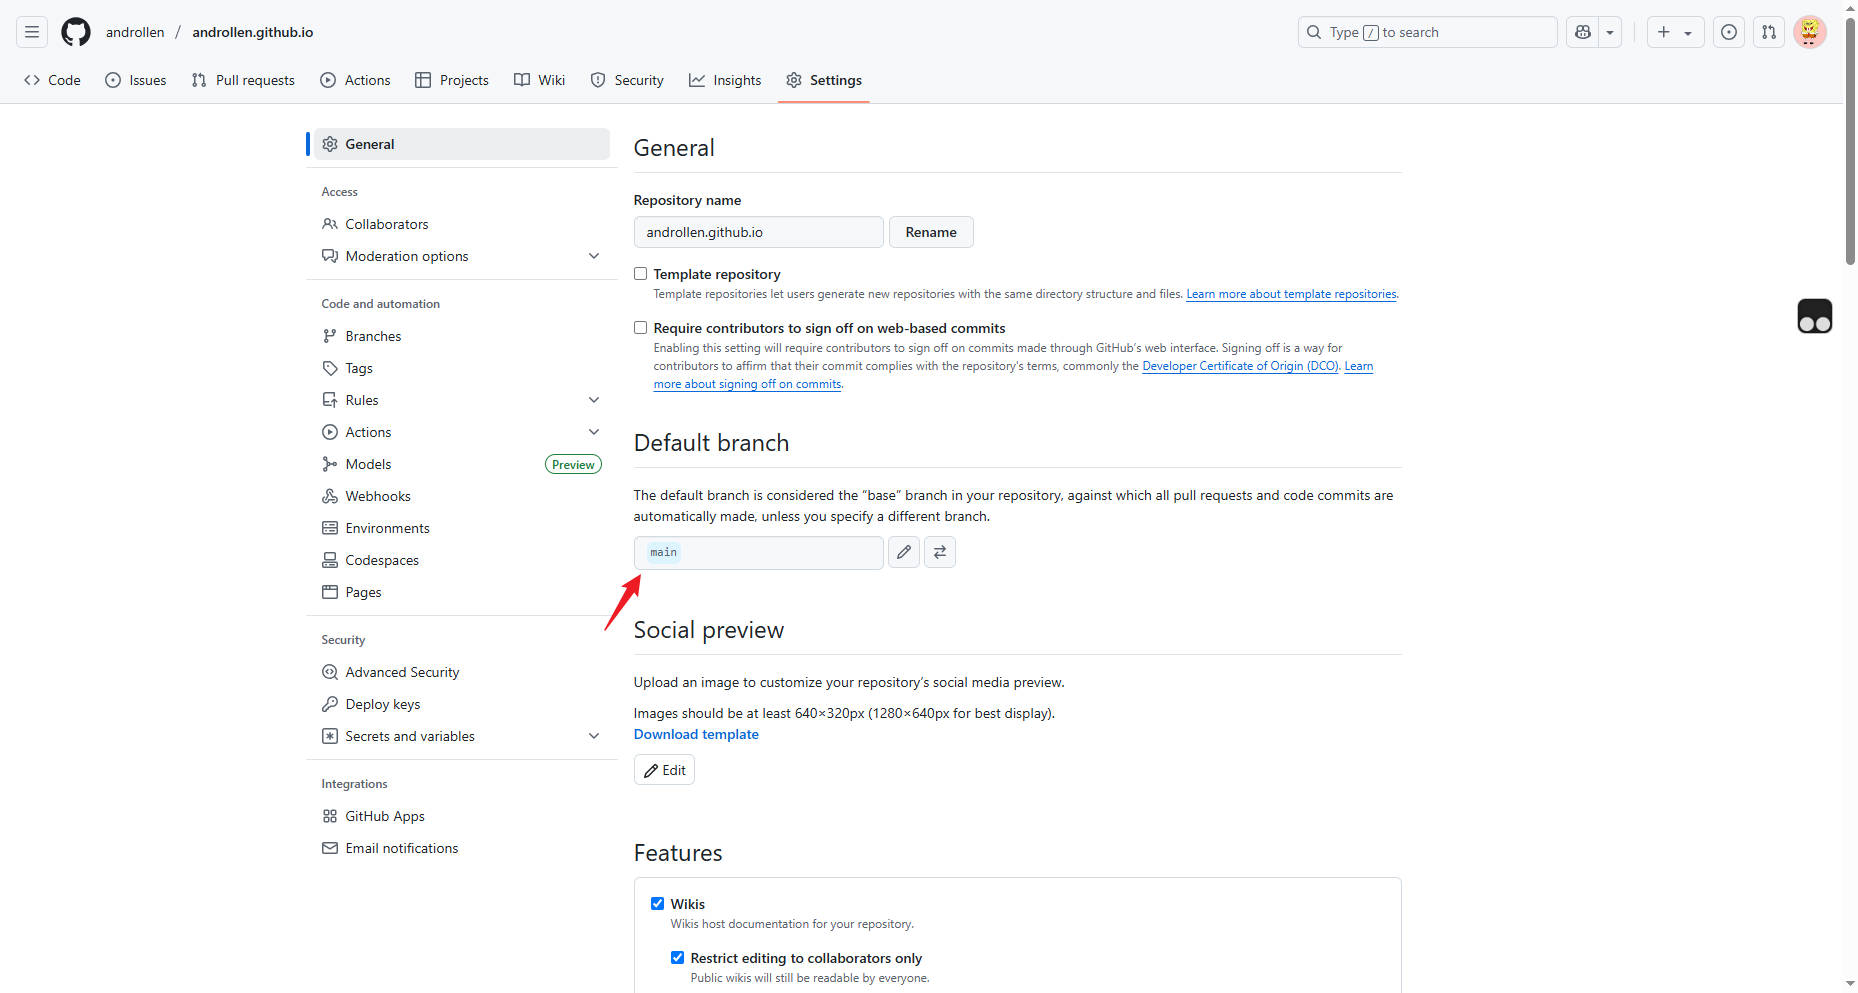 androllen / androllen.github.io
Type / to search
Code Issues Pull requests Actions Projects Wiki Security Insights Settings
General
Access
Collaborators
Moderation options
Code and automation
Branches
Tags
Rules
Actions
Models Preview
Webhooks
Environments
Codespaces
Pages
Security
Advanced Security
Deploy keys
Secrets and variables
Integrations
GitHub Apps
Email notifications
General
Repository name
androllen.github.io Rename
Template repository
Template repositories let users generate new repositories with the same directory structure and files. Learn more about template repositories.
Require contributors to sign off on web-based commits
Enabling this setting will require contributors to sign off on commits made through GitHub's web interface. Signing off is a way for
contributors to affirm that their commit complies with the repository's terms, commonly the Developer Certificate of Origin (DCO). Learn
more about signing off on commits.
Default branch
The default branch is considered the “base” branch in your repository, against which all pull requests and code commits are
automatically made, unless you specify a different branch.
main
Social preview
Upload an image to customize your repository's social media preview.
Images should be at least 640×320px (1280×640px for best display).
Download template
Edit
Features
Wikis
Wikis host documentation for your repository.
Restrict editing to collaborators only
Public wikis will still be readable by everyone.